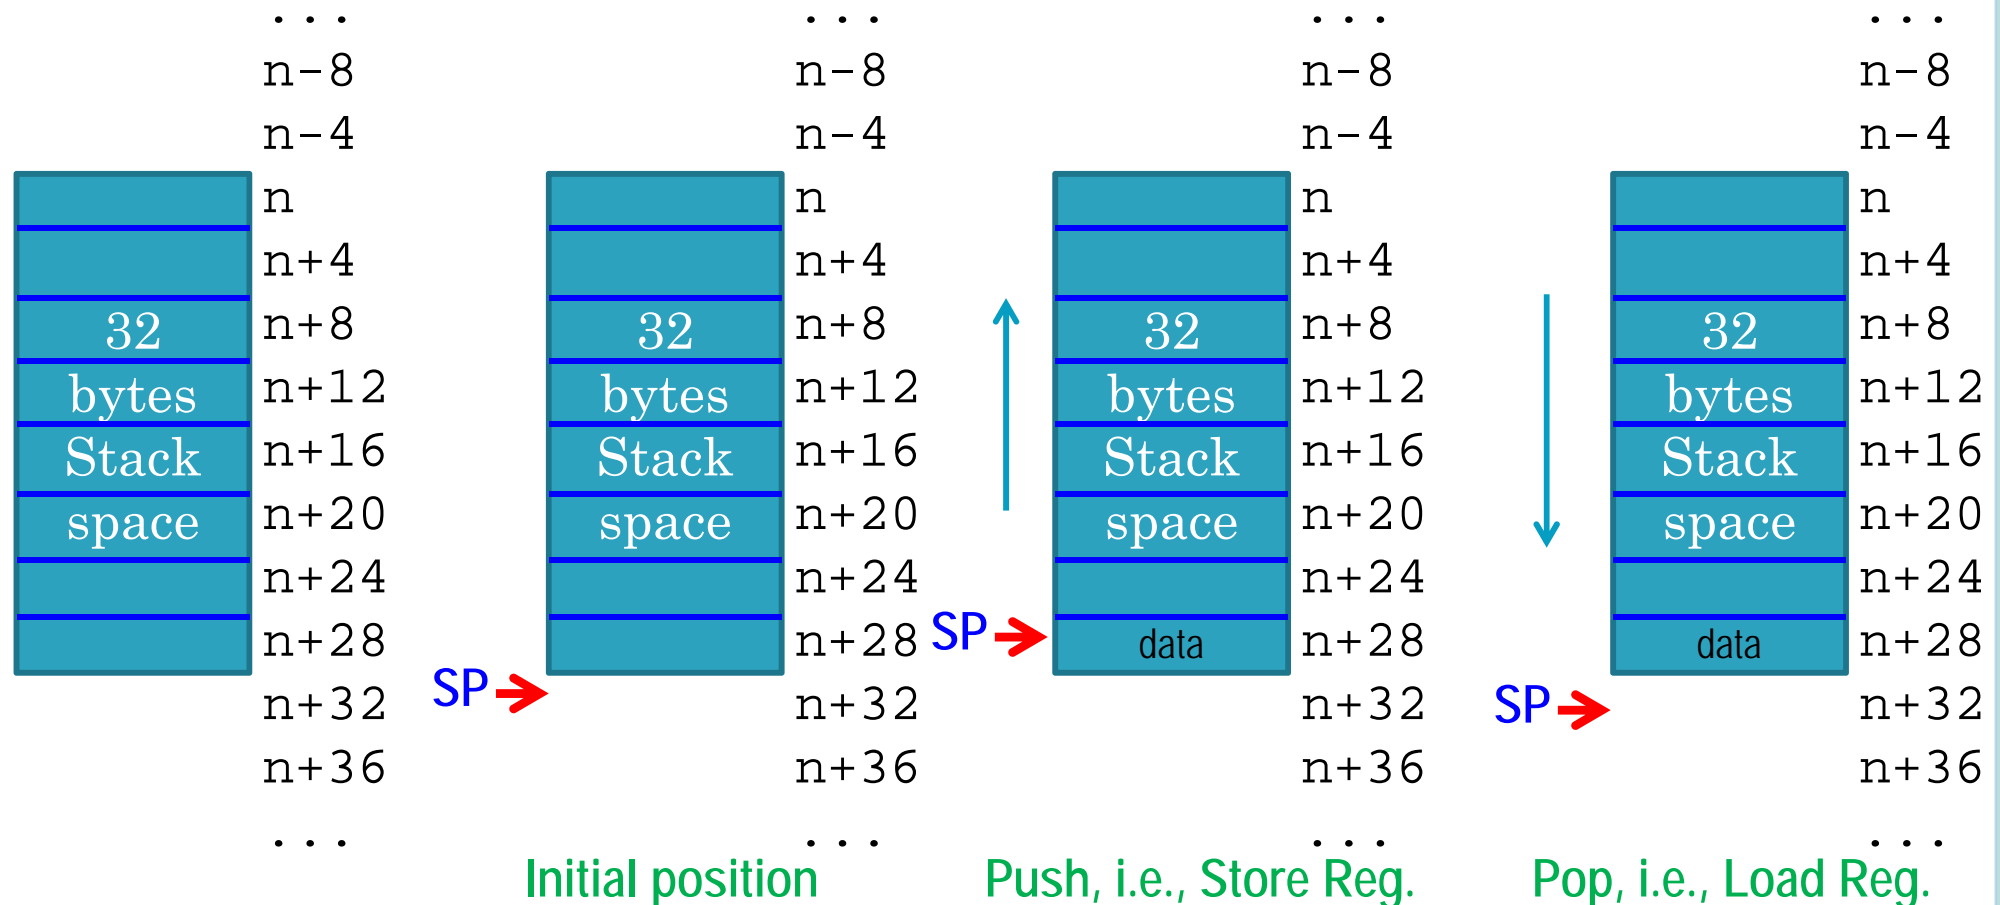 ... ... ... ...
n-8 n-8 n-8 n-8
n-4 n-4 n-4 n-4
n n n n
n+4 n+4 n+4 n+4
32 n+8 32 n+8 32 n+8 32 n+8
bytes n+12 bytes n+12 bytes n+12 bytes n+12
Stack n+16 Stack n+16 Stack n+16 Stack n+16
space n+20 space n+20 space n+20 space n+20
n+24 n+24 n+24 n+24
n+28 n+28 SP data n+28 data n+28
n+32 SP n+32 n+32 SP n+32
n+36 n+36 n+36 n+36
... ... ... ...
Initial position Push, i.e., Store Reg. Pop, i.e., Load Reg.